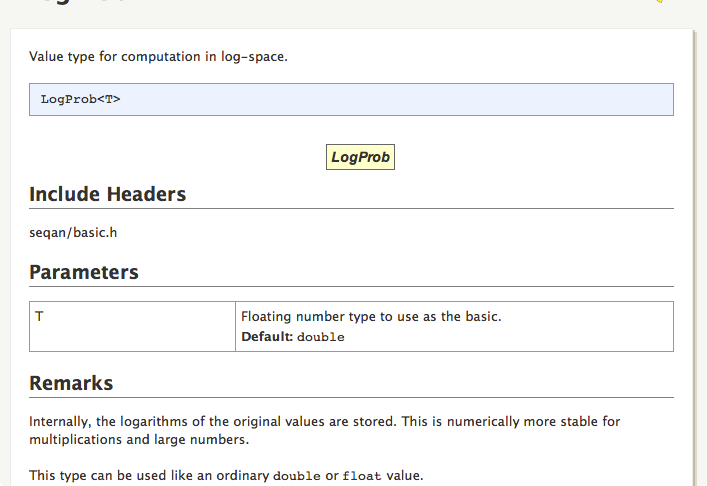 Value type for computation in log-space.
LogProb<T>
LogProb
Include Headers
seqan/basic.h
Parameters
T Floating number type to use as the basic.
Default: double
Remarks
Internally, the logarithms of the original values are stored. This is numerically more stable for
multiplications and large numbers.
This type can be used like an ordinary double or float value.